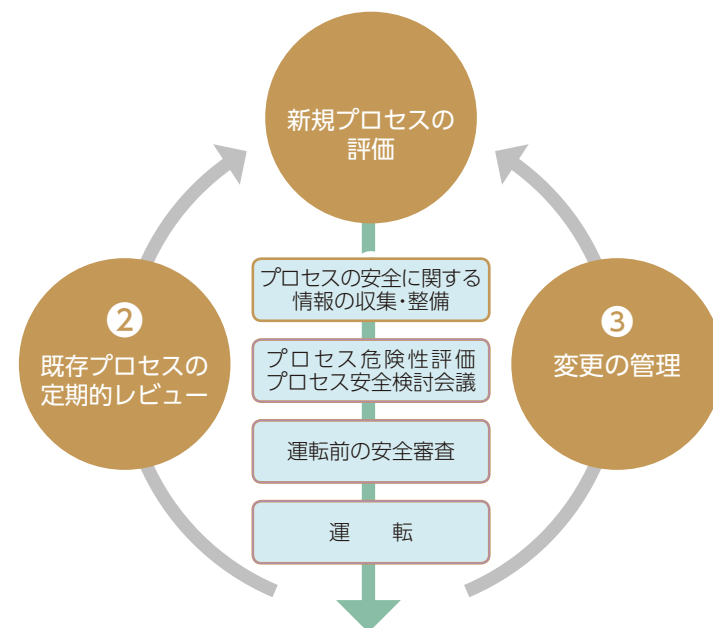 新規プロセスの
評価
プロセスの安全に関する
情報の収集・整備
❷
既存プロセスの
定期的レビュー
プロセス危険性評価
プロセス安全検討会議
❸
変更の管理
運転前の安全審査
運　転